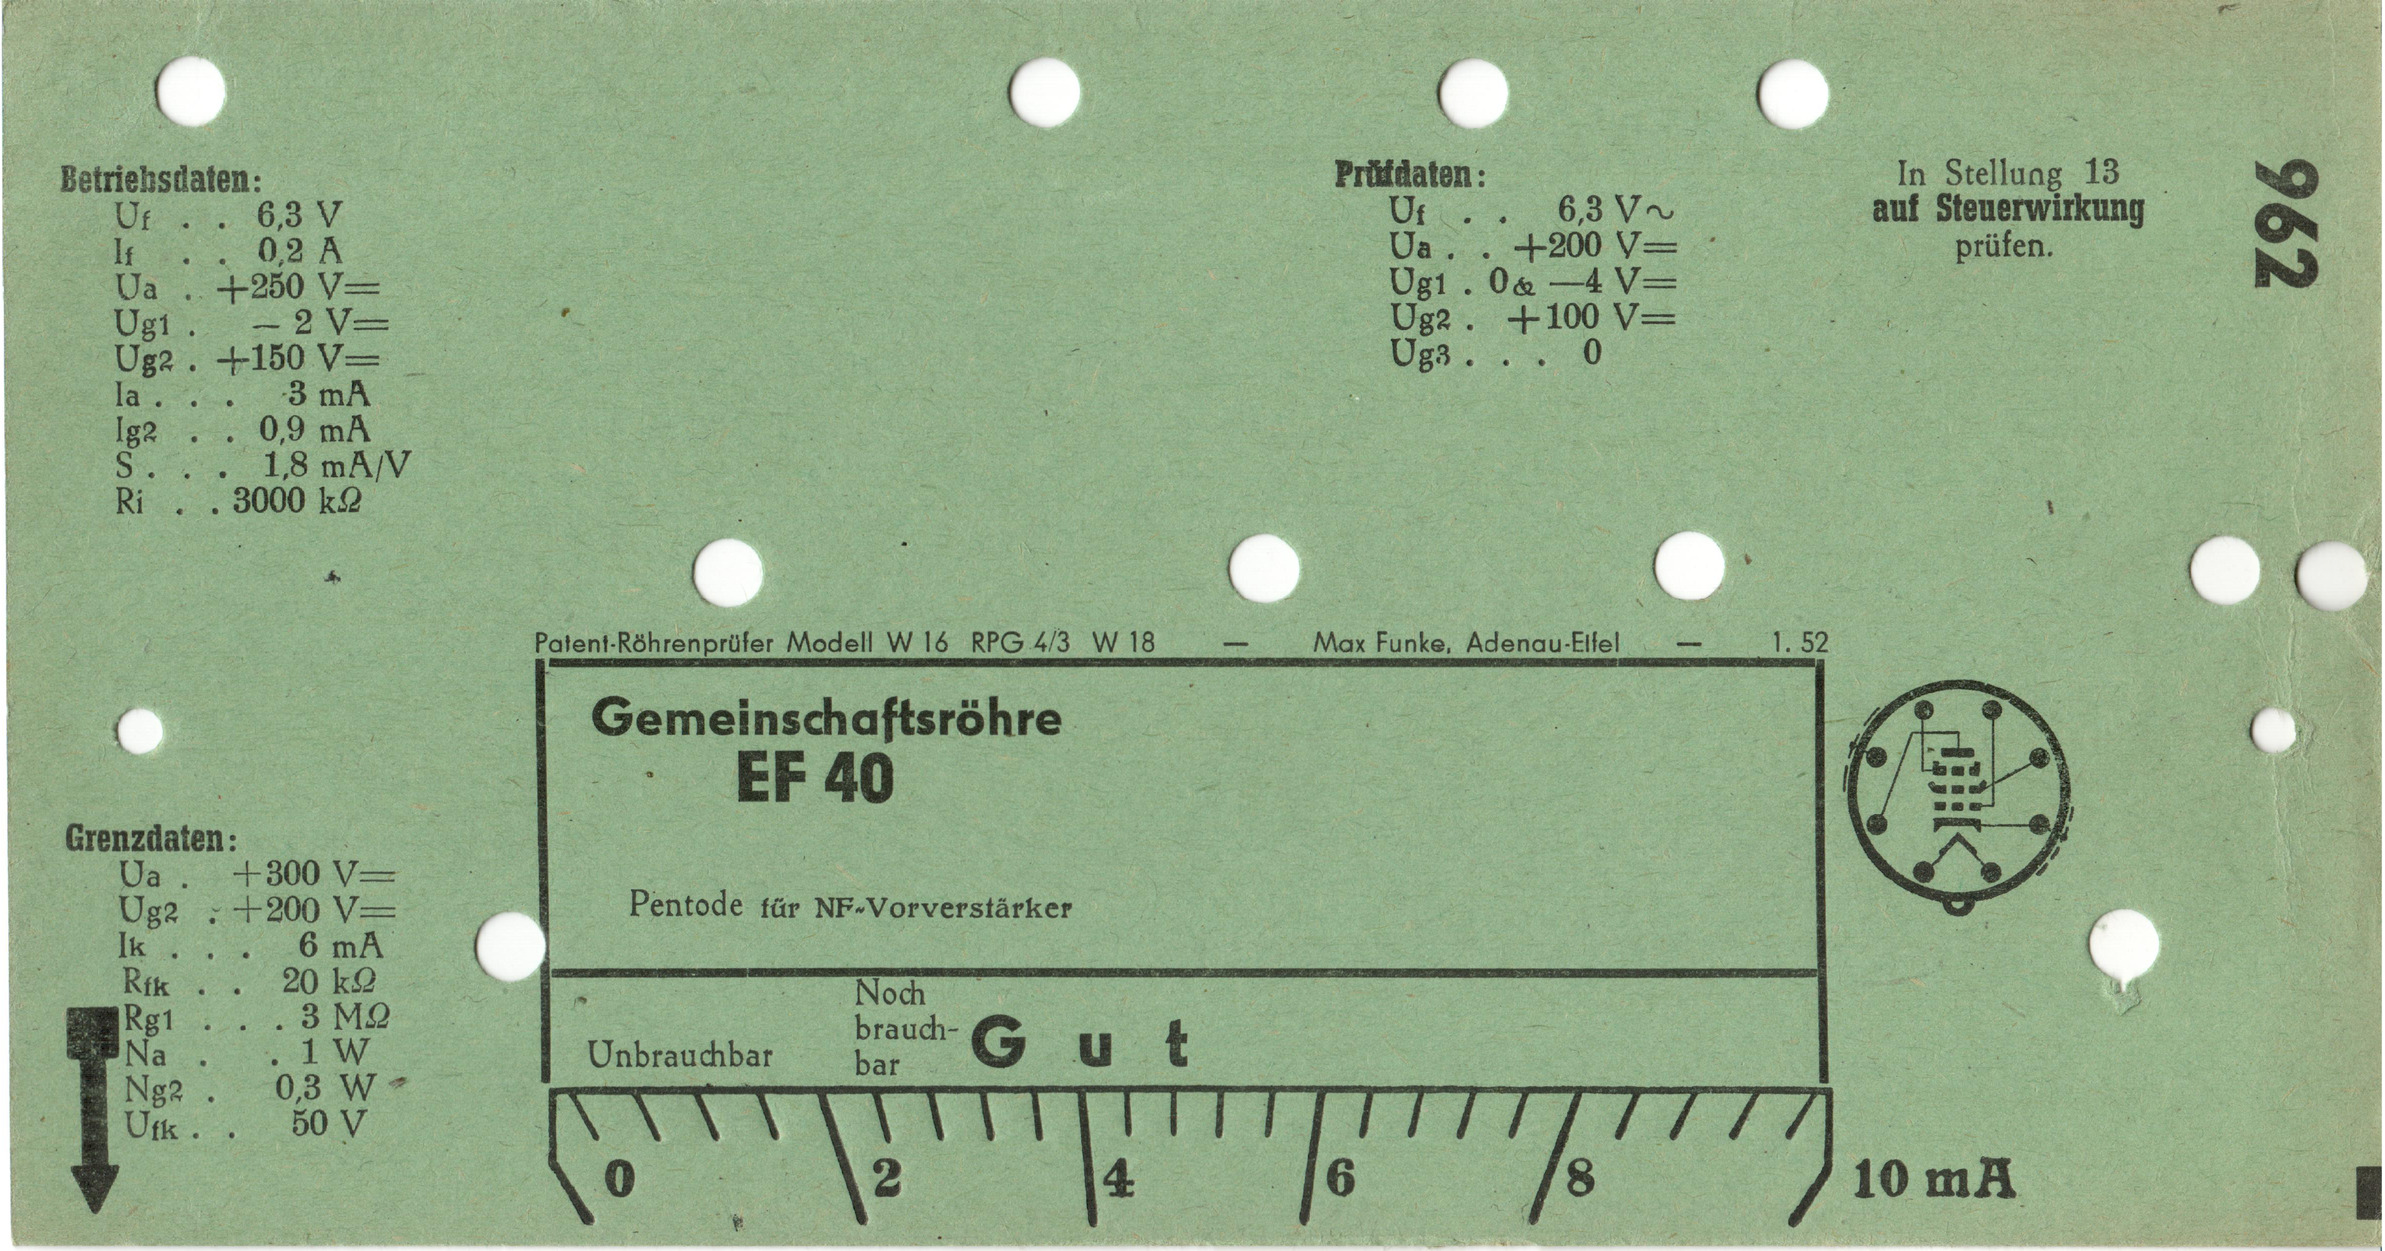 Betriebsdaten:
Uf . . 6,3 V
If . . 0,2 A
Ua . +250 V=
Ug1 . – 2 V=
Ug2 . +150 V=
Ia . . . 3 mA
Ig2 . . 0,9 mA
S . . . 1,8 mA/V
Ri . . 3000 kΩ
Prüfdaten:
Uf . . 6,3 V~
Ua . . +200 V=
Ug1 . 0 & —4 V=
Ug2 . +100 V=
Ug3 . . . 0
In Stellung 13
auf Steuerwirkung
prüfen.
962
Patent-Röhrenprüfer Modell W 16 RPG 4/3 W 18 — Max Funke, Adenau-Eifel — 1. 52
Gemeinschaftsröhre
EF 40
Pentode für NF-Vorverstärker
Grenzdaten:
Ua . +300 V=
Ug2 . +200 V=
Ik . . . 6 mA
Rfk . . 20 kΩ
Rg1 . . . 3 MΩ
Na . . 1 W
Ng2 . 0,3 W
Ufk . . 50 V
Unbrauchbar
Noch
brauch-
bar
Gut
0 2 4 6 8 10 mA